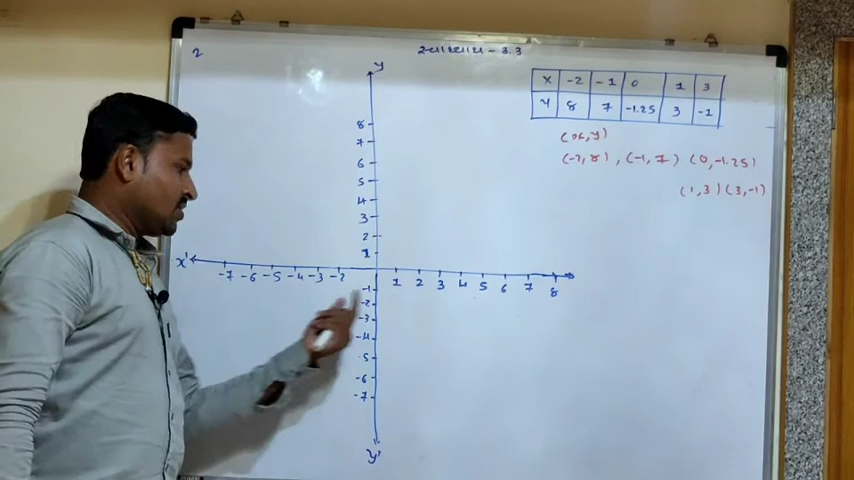 2
સ્વાધ્યાય - 3.3
x -2 -1 0 1 3
y 8 7 -1.25 3 -1
(x, y)
(-2, 8), (-1, 7) (0, -1.25)
(1, 3) (3, -1)
y
8
7
6
5
4
3
2
1
x' -7 -6 -5 -4 -3 -2 1 2 3 4 5 6 7 8
-1
-2
-3
-4
-5
-6
-7
y'